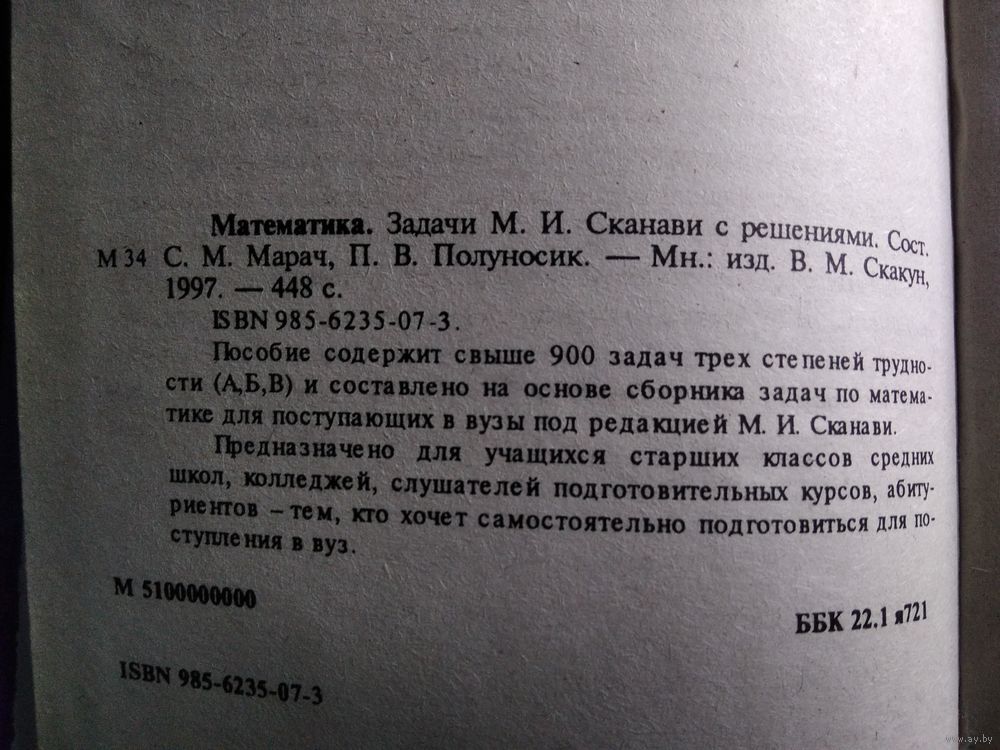 Математика. Задачи М. И. Сканави с решениями. Сост.
М 34 С. М. Марач, П. В. Полуносик. — Мн.: изд. В. М. Скакун,
1997. — 448 с.
ISBN 985-6235-07-3.
Пособие содержит свыше 900 задач трех степеней трудно-
сти (А,Б,В) и составлено на основе сборника задач по матема-
тике для поступающих в вузы под редакцией М. И. Сканави.
Предназначено для учащихся старших классов средних
школ, колледжей, слушателей подготовительных курсов, абиту-
риентов – тем, кто хочет самостоятельно подготовиться для по-
ступления в вуз.
М 5100000000
ББК 22.1 я721
ISBN 985-6235-07-3
www.ay.by